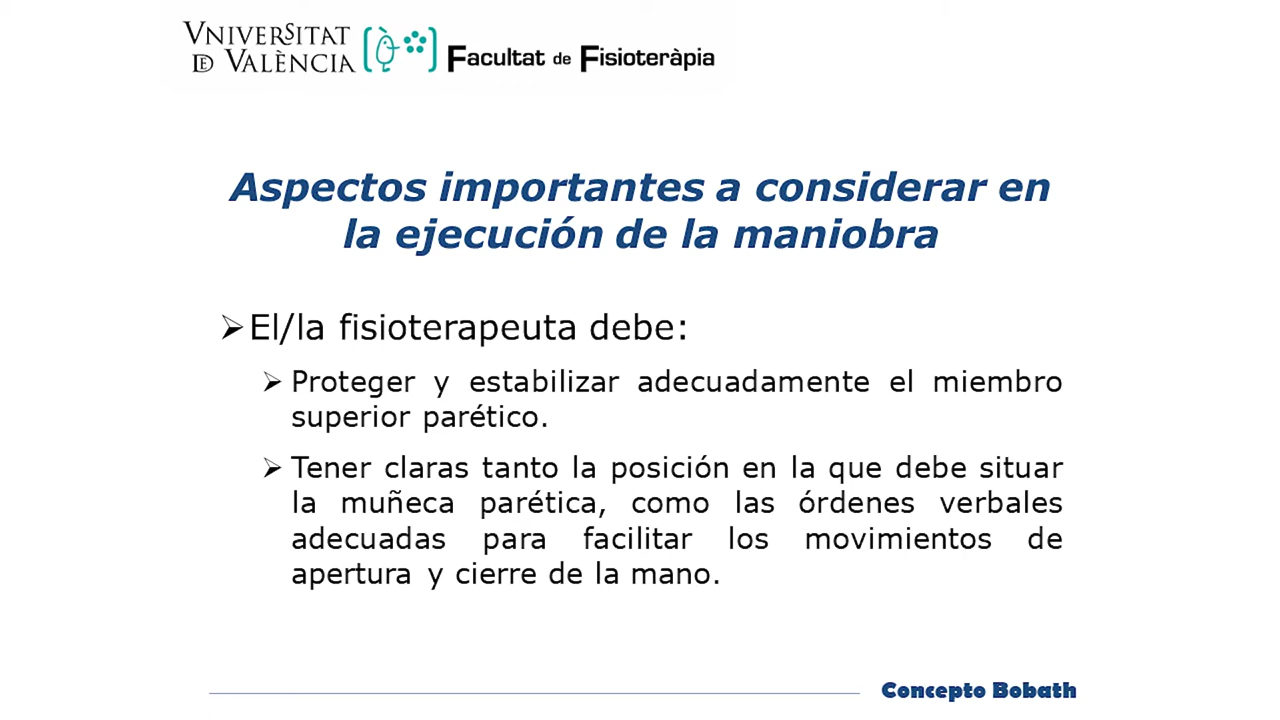 VNIVERSITAT
DE VALÈNCIA
Facultat de Fisioteràpia
Aspectos importantes a considerar en
la ejecución de la maniobra
El/la fisioterapeuta debe:
Proteger y estabilizar adecuadamente el miembro
superior parético.
Tener claras tanto la posición en la que debe situar
la muñeca parética, como las órdenes verbales
adecuadas para facilitar los movimientos de
apertura y cierre de la mano.
Concepto Bobath